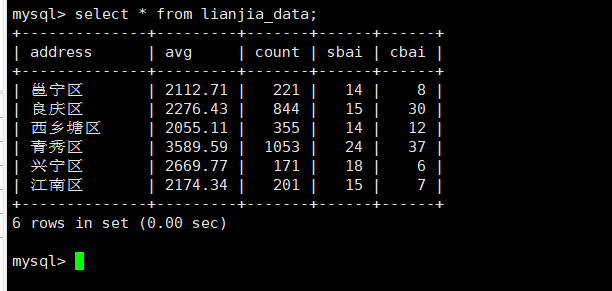 mysql> select * from lianjia_data;
+--------------+---------+-------+------+------+
| address      | avg     | count | sbai | cbai |
+--------------+---------+-------+------+------+
| 邕宁区       | 2112.71 |   221 |   14 |    8 |
| 良庆区       | 2276.43 |   844 |   15 |   30 |
| 西乡塘区     | 2055.11 |   355 |   14 |   12 |
| 青秀区       | 3589.59 |  1053 |   24 |   37 |
| 兴宁区       | 2669.77 |   171 |   18 |    6 |
| 江南区       | 2174.34 |   201 |   15 |    7 |
+--------------+---------+-------+------+------+
6 rows in set (0.00 sec)
mysql>